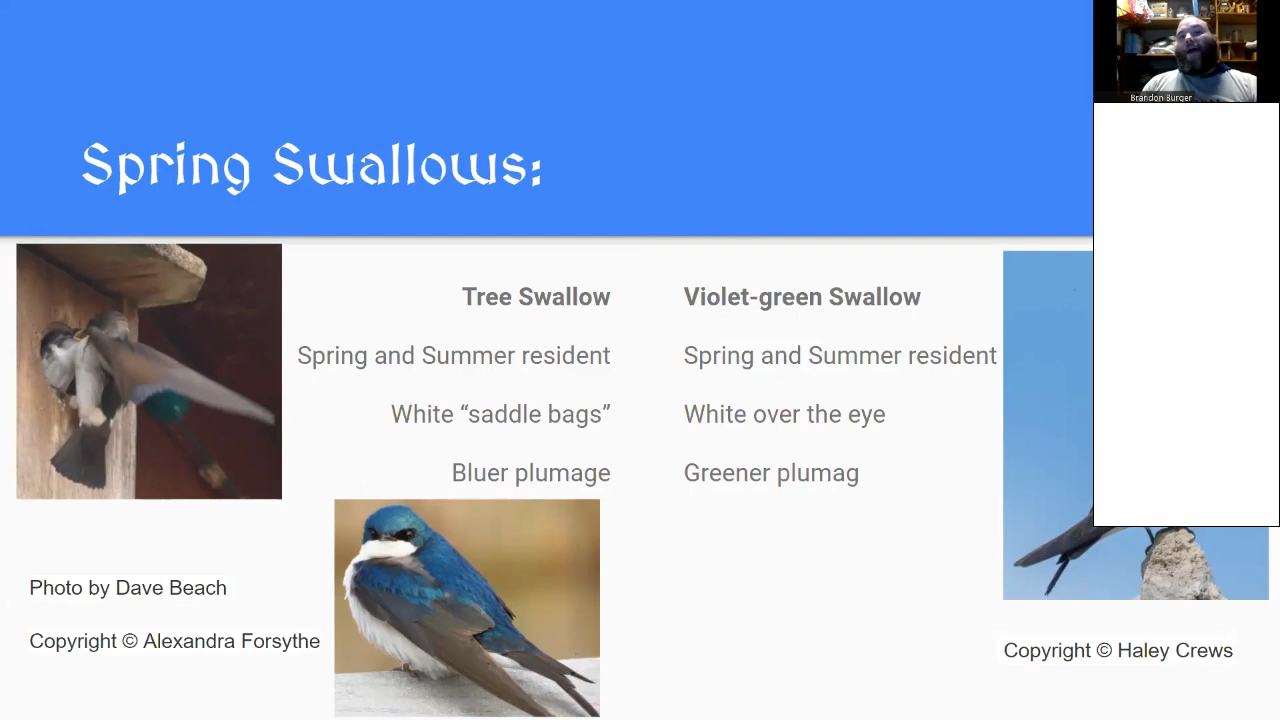 Brandon Burger
Spring Swallows:
Tree Swallow
Spring and Summer resident
White “saddle bags”
Bluer plumage
Violet-green Swallow
Spring and Summer resident
White over the eye
Greener plumag
Photo by Dave Beach
Copyright © Alexandra Forsythe
Copyright © Haley Crews